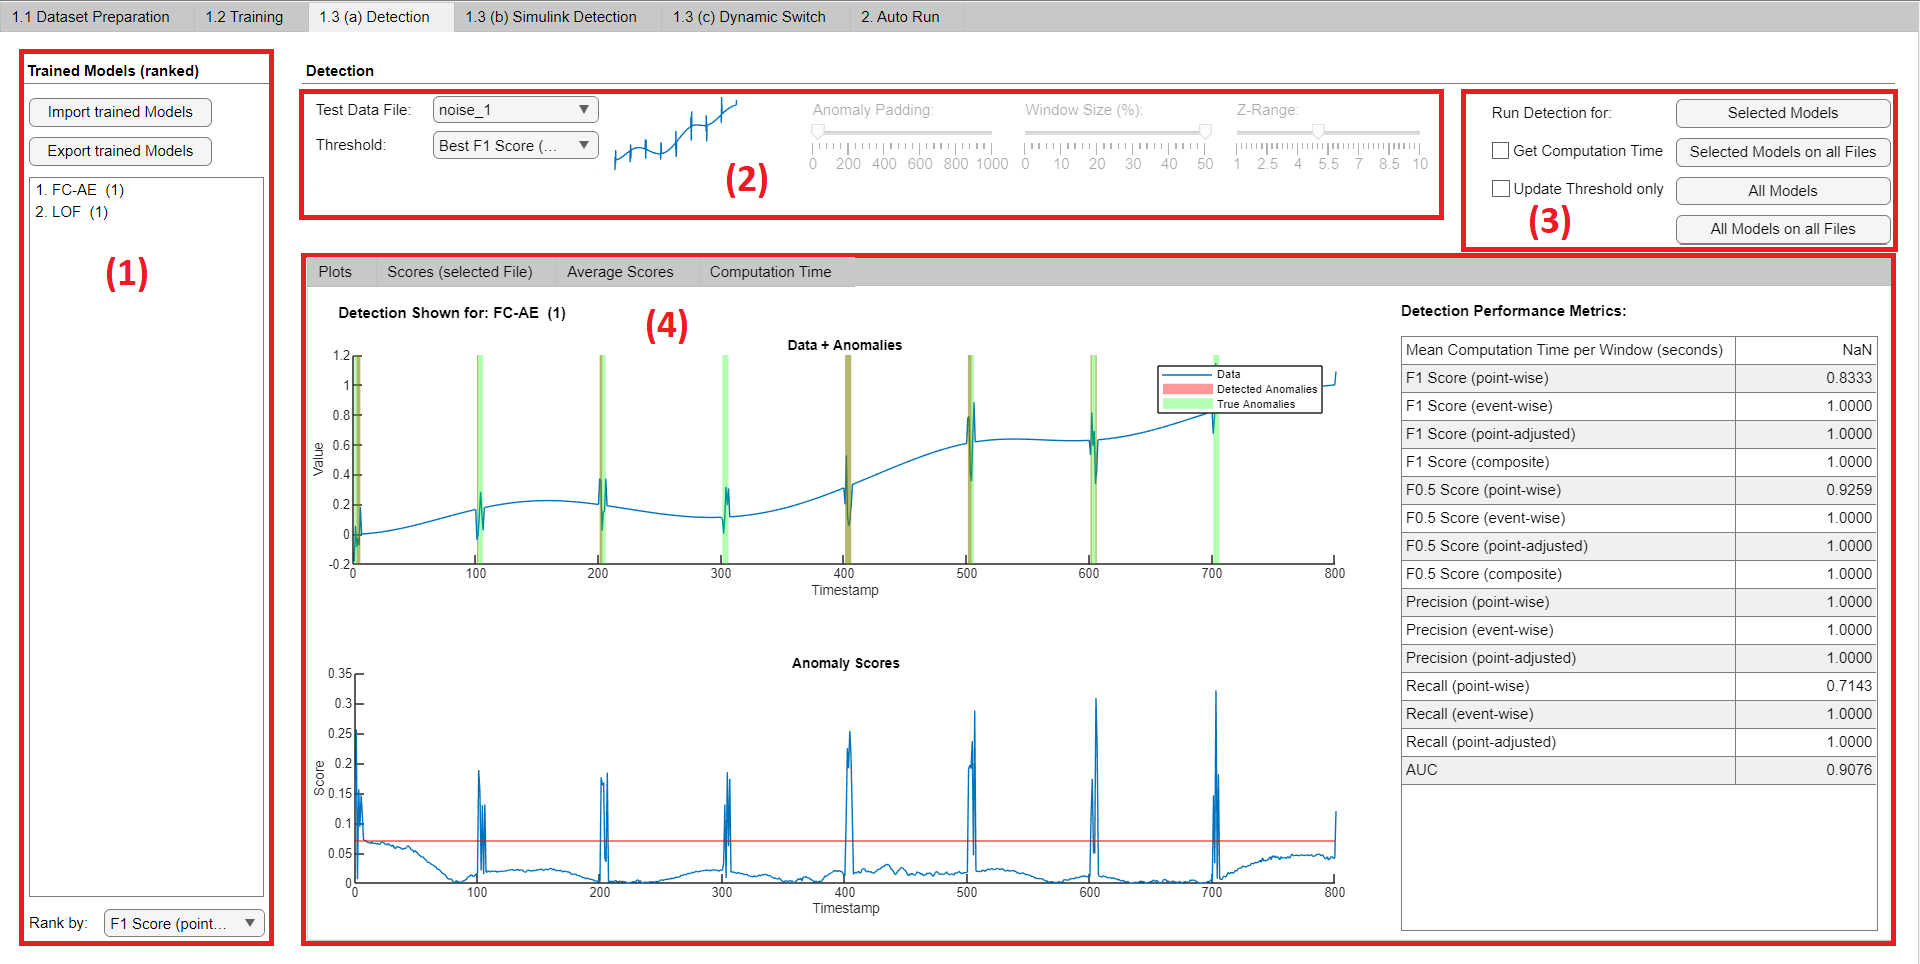 1.1 Dataset Preparation 1.2 Training 1.3 (a) Detection 1.3 (b) Simulink Detection 1.3 (c) Dynamic Switch 2. Auto Run
Trained Models (ranked)
Import trained Models
Export trained Models
1. FC-AE (1)
2. LOF (1)
(1)
Rank by: F1 Score (point...
Detection
Test Data File: noise_1
Threshold: Best F1 Score (...
(2)
Anomaly Padding:
0 200 400 600 800 1000
Window Size (%):
0 10 20 30 40 50
Z-Range:
1 2.5 4 5.5 7 8.5 10
Run Detection for: Selected Models
Get Computation Time Selected Models on all Files
Update Threshold only All Models
(3)
All Models on all Files
Plots Scores (selected File) Average Scores Computation Time
Detection Shown for: FC-AE (1)
(4)
Data + Anomalies
Data
Detected Anomalies
True Anomalies
Value
1.2
1
0.8
0.6
0.4
0.2
0
-0.2
0 100 200 300 400 500 600 700 800
Timestamp
Anomaly Scores
Score
0.35
0.3
0.25
0.2
0.15
0.1
0.05
0
0 100 200 300 400 500 600 700 800
Timestamp
Detection Performance Metrics:
Mean Computation Time per Window (seconds) NaN
F1 Score (point-wise) 0.8333
F1 Score (event-wise) 1.0000
F1 Score (point-adjusted) 1.0000
F1 Score (composite) 1.0000
F0.5 Score (point-wise) 0.9259
F0.5 Score (event-wise) 1.0000
F0.5 Score (point-adjusted) 1.0000
F0.5 Score (composite) 1.0000
Precision (point-wise) 1.0000
Precision (event-wise) 1.0000
Precision (point-adjusted) 1.0000
Recall (point-wise) 0.7143
Recall (event-wise) 1.0000
Recall (point-adjusted) 1.0000
AUC 0.9076